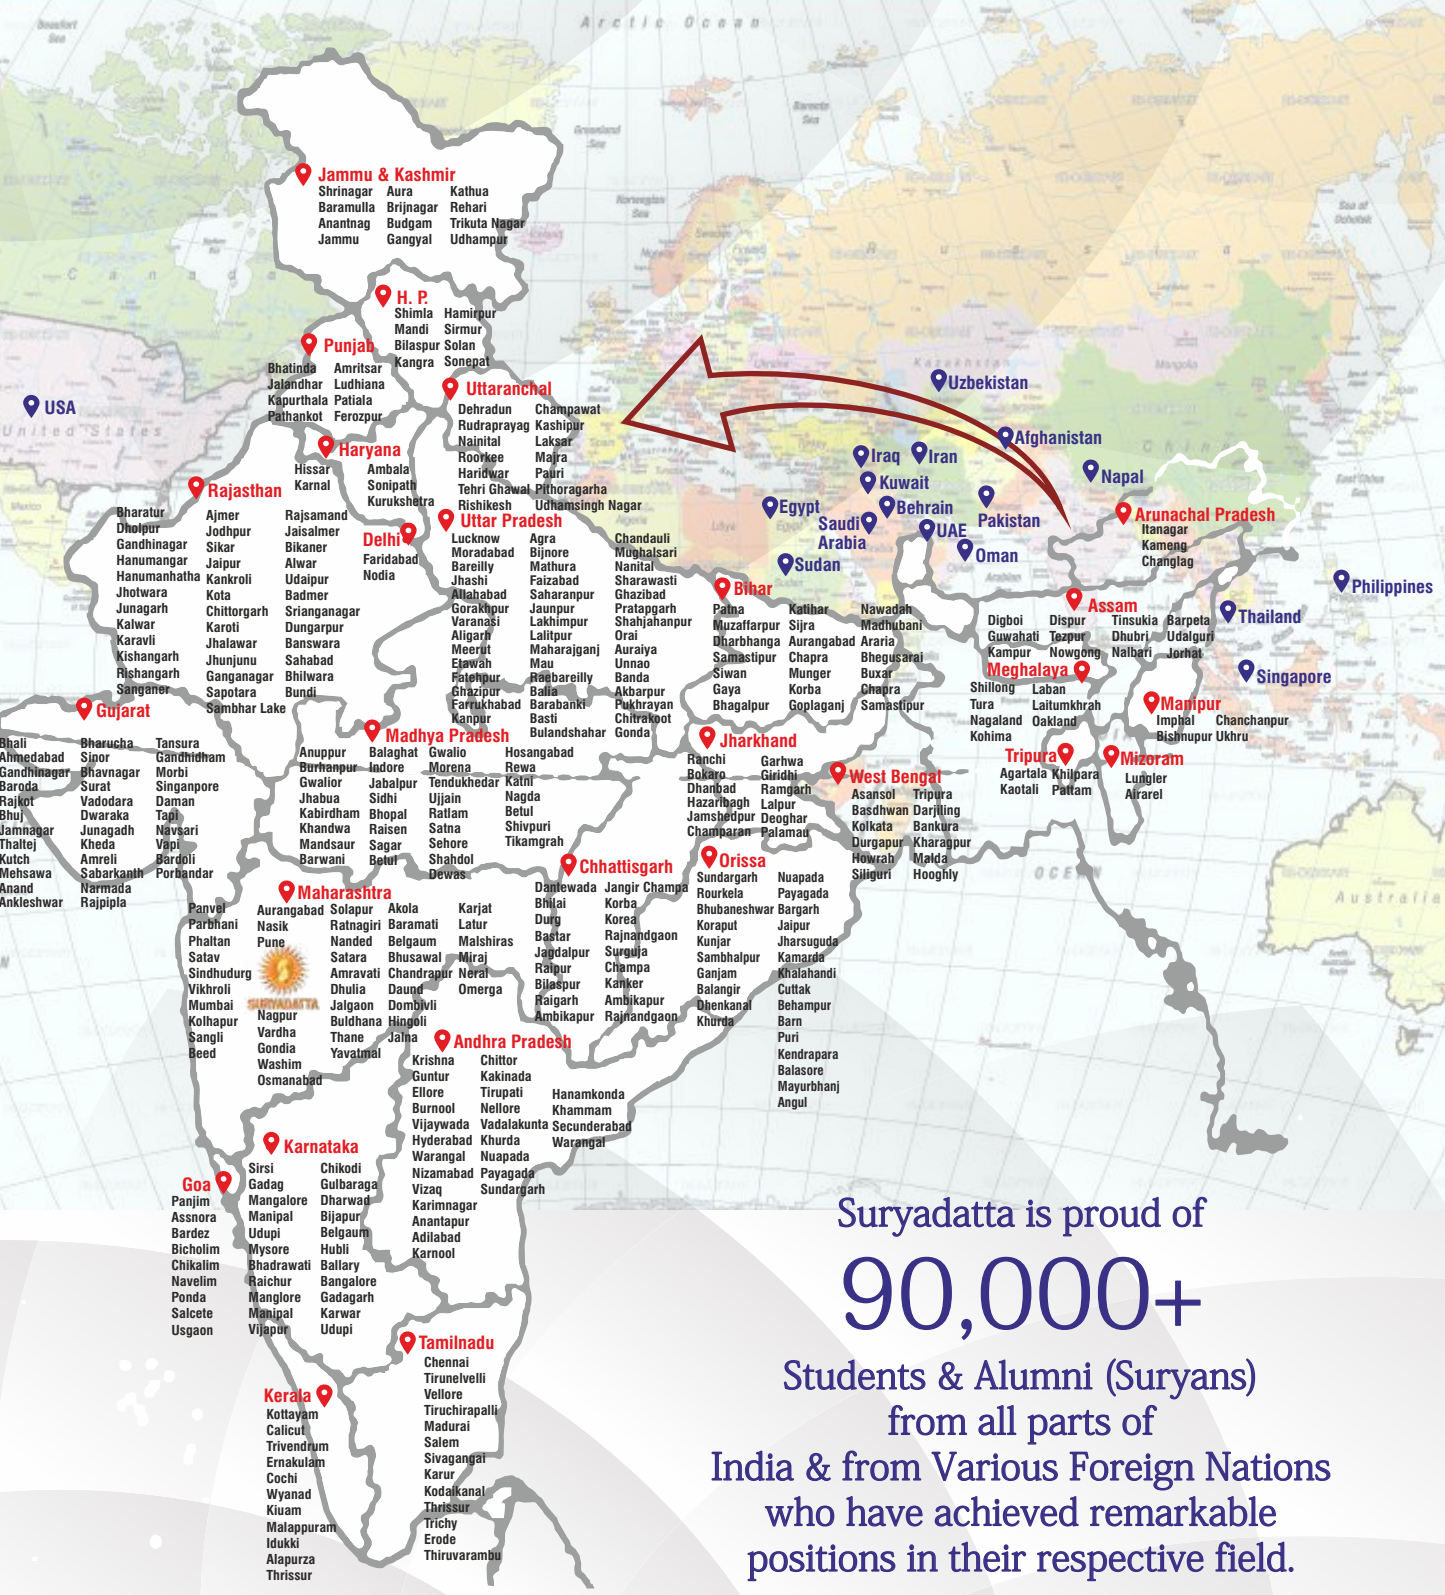 Arctic Ocean
Jammu & Kashmir
Shrinagar Aura Kathua
Baramulla Brijnagar Rehari
Anantnag Budgam Trikuta Nagar
Jammu Gangyal Udhampur
H. P.
Shimla Hamirpur
Mandi Sirmur
Bilaspur Solan
Kangra Sonepat
Punjab
Bhatinda Amritsar
Jalandhar Ludhiana
Kapurthala Patiala
Pathankot Ferozpur
Uttaranchal
Dehradun Champawat
Rudraprayag Kashipur
Nainital Laksar
Roorkee Majra
Haridwar Pauri
Tehri Ghawal Pithoragarha
Rishikesh Udhamsingh Nagar
USA
Haryana
Hissar Ambala
Karnal Sonipath
Kurukshetra
Rajasthan
Bharatur
Dholpur
Gandhinagar
Hanumangar
Hanumanhatha
Jhotwara
Junagarh
Kalwar
Karavli
Kishangarh
Rishangarh
Sanganer
Ajmer
Jodhpur
Sikar
Jaipur
Kankroli
Kota
Chittorgarh
Karoti
Jhalawar
Jhunjunu
Ganganagar
Sapotara
Sambhar Lake
Rajsamand
Jaisalmer
Bikaner
Alwar
Udaipur
Badmer
Srianganagar
Dungarpur
Banswara
Sahabad
Bhilwara
Bundi
Delhi
Faridabad
Nodia
Uttar Pradesh
Lucknow Agra Chandauli
Moradabad Bijnore Mughalsari
Bareilly Mathura Nanital
Jhashi Faizabad Sharawasti
Allahabad Saharanpur Ghazibad
Gorakhpur Jaunpur Pratapgarh
Varanasi Lakhimpur Shahjahanpur
Aligarh Lalitpur Orai
Meerut Maharajganj Auraiya
Etawah Mau Unnao
Fatehpur Raebareilly Banda
Ghazipur Balia Akbarpur
Farrukhabad Barabanki Pukhrayan
Kanpur Basti Chitrakoot
Bulandshahar Gonda
Uzbekistan
Afghanistan
Iraq
Iran
Napal
Kuwait
Egypt
Behrain
Pakistan
Saudi
Arabia
UAE
Oman
Sudan
Philippines
Thailand
Singapore
Arunachal Pradesh
Itanagar
Kameng
Changlag
Bihar
Patna Katihar Nawadah
Muzaffarpur Sijra Madhubani
Dharbhanga Aurangabad Araria
Samastipur Chapra Bhegusarai
Siwan Munger Buxar
Gaya Korba Chapra
Bhagalpur Goplaganj Samastipur
Assam
Digboi Dispur Tinsukia Barpeta
Guwahati Tezpur Dhubri Udalguri
Kampur Nowgong Nalbari Jorhat
Meghalaya
Shillong Laban
Tura Laitumkhrah
Nagaland Oakland
Kohima
Manipur
Imphal Chanchanpur
Bishnupur Ukhru
Tripura
Agartala Khilpara
Kaotali Pattam
Mizoram
Lungler
Airarel
Gujarat
Bhali Bharucha Tansura
Ahmedabad Sinor Gandhidham
Gandhinagar Bhavnagar Morbi
Baroda Surat Singanpore
Rajkot Vadodara Daman
Bhuj Dwaraka Tapi
Jamnagar Junagadh Navsari
Thaltej Kheda Vapi
Kutch Amreli Bardoli
Mehsawa Sabarkanth Porbandar
Anand Narmada
Ankleshwar Rajpipla
Madhya Pradesh
Anuppur
Burhanpur
Gwalior
Jhabua
Kabirdham
Khandwa
Mandsaur
Barwani
Balaghat
Indore
Jabalpur
Sidhi
Bhopal
Raisen
Sagar
Betul
Gwalio
Morena
Tendukhedar
Ujjain
Ratlam
Satna
Sehore
Shahdol
Dewas
Hosangabad
Rewa
Katni
Nagda
Betul
Shivpuri
Tikamgrah
Jharkhand
Ranchi Garhwa
Bokaro Giridhi
Dhanbad Ramgarh
Hazaribagh Lalpur
Jamshedpur Deoghar
Champaran Palamau
West Bengal
Asansol Tripura
Basdhwan Darjiling
Kolkata Bankura
Durgapur Kharagpur
Howrah Malda
Siliguri Hooghly
Chhattisgarh
Dantewada Jangir Champa
Bhilai Korba
Durg Korea
Bastar Rajnandgaon
Jagdalpur Surguja
Raipur Champa
Bilaspur Kanker
Raigarh Ambikapur
Ambikapur Rajnandgaon
Orissa
Sundargarh Nuapada
Rourkela Payagada
Bhubaneshwar Bargarh
Koraput Jaipur
Kunjar Jharsuguda
Sambhalpur Kamarda
Ganjam Khalahandi
Balangir Cuttak
Dhenkanal Behampur
Khurda Barn
Puri
Kendrapara
Balasore
Mayurbhanj
Angul
Maharashtra
Panvel
Parbhani
Phaltan
Satav
Sindhudurg
Vikhroli
Mumbai
Kolhapur
Sangli
Beed
Aurangabad
Nasik
Pune
SURYADATTA
Nagpur
Vardha
Gondia
Washim
Osmanabad
Solapur
Ratnagiri
Nanded
Satara
Amravati
Dhulia
Jalgaon
Buldhana
Thane
Yavatmal
Akola
Baramati
Belgaum
Bhusawal
Chandrapur
Daund
Dombivli
Hingoli
Jalna
Karjat
Latur
Malshiras
Miraj
Neral
Omerga
Andhra Pradesh
Krishna
Guntur
Ellore
Burnool
Vijaywada
Hyderabad
Warangal
Nizamabad
Vizaq
Karimnagar
Anantapur
Adilabad
Karnool
Chittor
Kakinada
Tirupati
Nellore
Vadalakunta
Khurda
Nuapada
Payagada
Sundargarh
Hanamkonda
Khammam
Secunderabad
Warangal
Karnataka
Sirsi Chikodi
Gadag Gulbaraga
Mangalore Dharwad
Manipal Bijapur
Udupi Belgaum
Mysore Hubli
Bhadrawati Ballary
Raichur Bangalore
Manglore Gadagarh
Manipal Karwar
Vijapur Udupi
Goa
Panjim
Assnora
Bardez
Bicholim
Chikalim
Navelim
Ponda
Salcete
Usgaon
Tamilnadu
Chennai
Tirunelvelli
Vellore
Tiruchirapalli
Madurai
Salem
Sivagangai
Karur
Kodaikanal
Thrissur
Trichy
Erode
Thiruvarambu
Kerala
Kottayam
Calicut
Trivendrum
Ernakulam
Cochi
Wyanad
Kiuam
Malappuram
Idukki
Alapurza
Thrissur
Suryadatta is proud of
90,000+
Students & Alumni (Suryans)
from all parts of
India & from Various Foreign Nations
who have achieved remarkable
positions in their respective field.